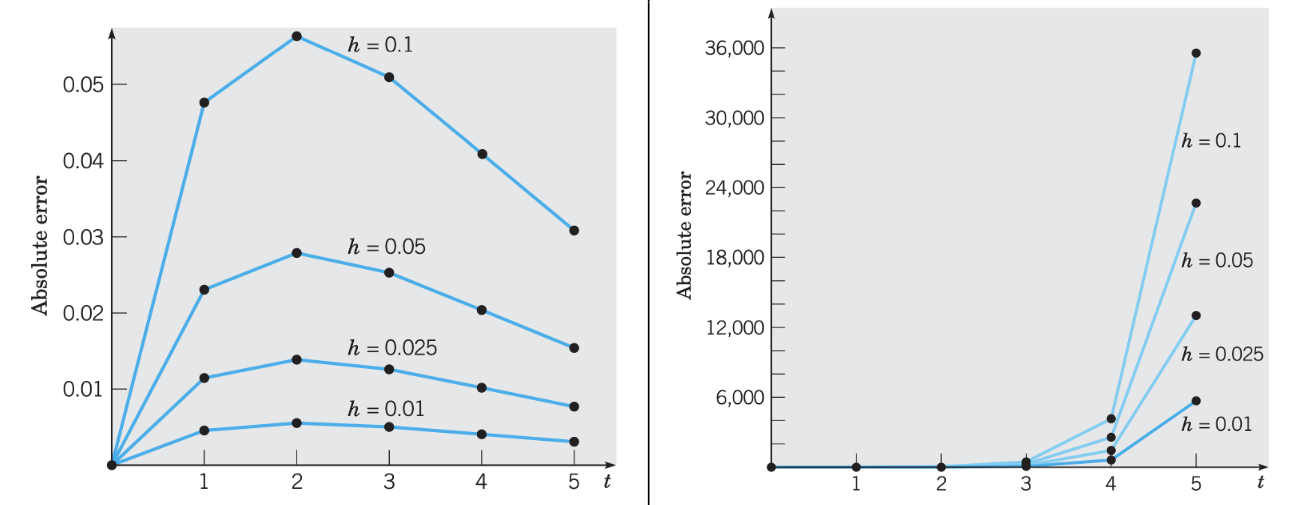 Absolute error
0.05
0.04
0.03
0.02
0.01
h = 0.1
h = 0.05
h = 0.025
h = 0.01
1 2 3 4 5 t
Absolute error
36,000
30,000
24,000
18,000
12,000
6,000
h = 0.1
h = 0.05
h = 0.025
h = 0.01
1 2 3 4 5 t